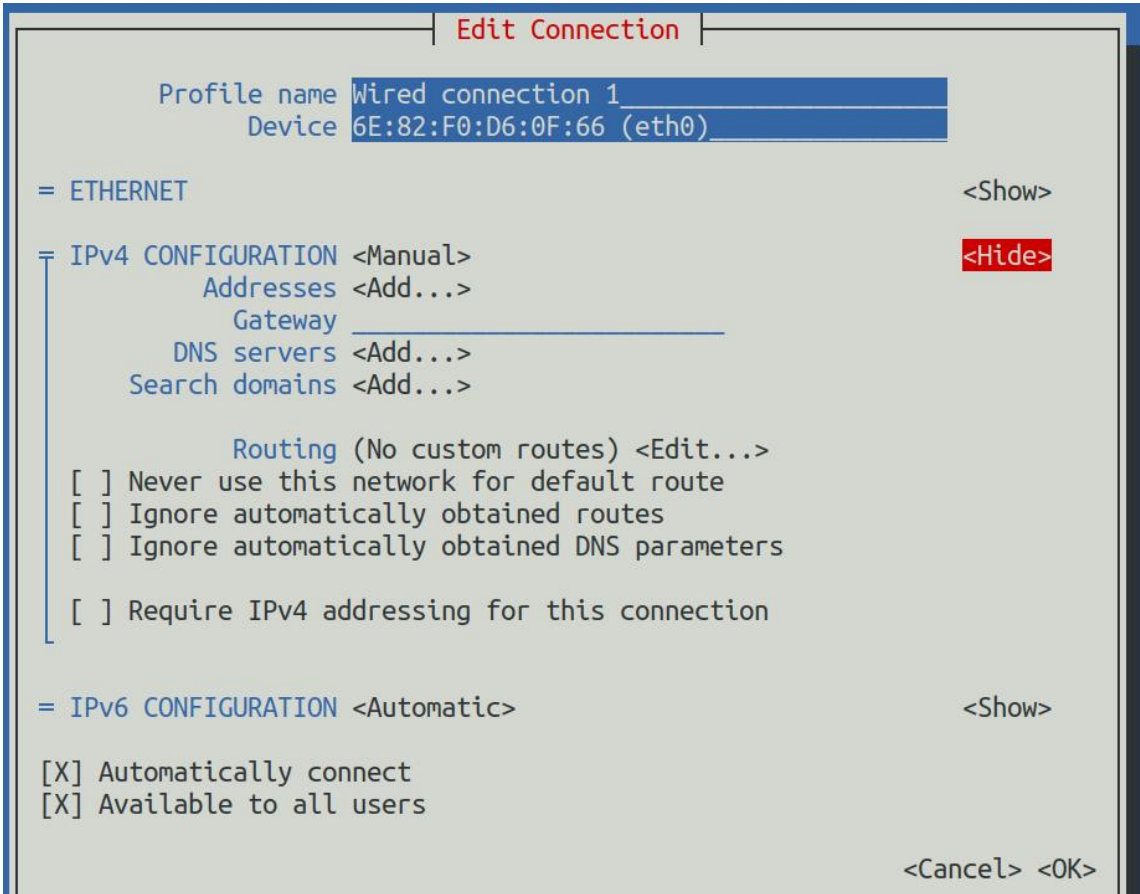 Edit Connection
Profile name Wired connection 1
Device 6E:82:F0:D6:0F:66 (eth0)
= ETHERNET <Show>
IPv4 CONFIGURATION <Manual> <Hide>
Addresses <Add...>
Gateway
DNS servers <Add...>
Search domains <Add...>
Routing (No custom routes) <Edit...>
[ ] Never use this network for default route
[ ] Ignore automatically obtained routes
[ ] Ignore automatically obtained DNS parameters
[ ] Require IPv4 addressing for this connection
= IPv6 CONFIGURATION <Automatic> <Show>
[X] Automatically connect
[X] Available to all users
<Cancel> <OK>